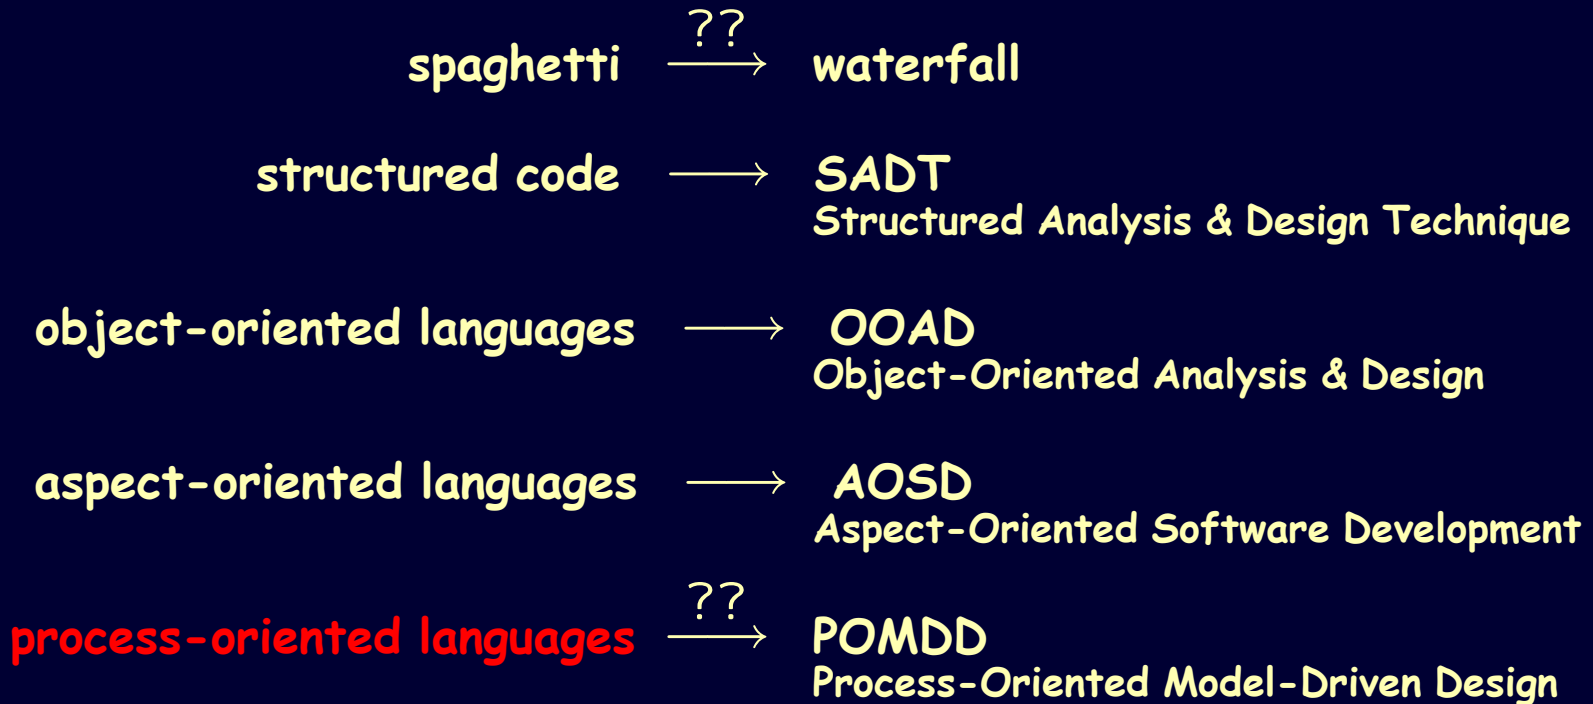 ??
spaghetti → waterfall
structured code → SADT
Structured Analysis & Design Technique
object-oriented languages → OOAD
Object-Oriented Analysis & Design
aspect-oriented languages → AOSD
Aspect-Oriented Software Development
??
process-oriented languages → POMDD
Process-Oriented Model-Driven Design